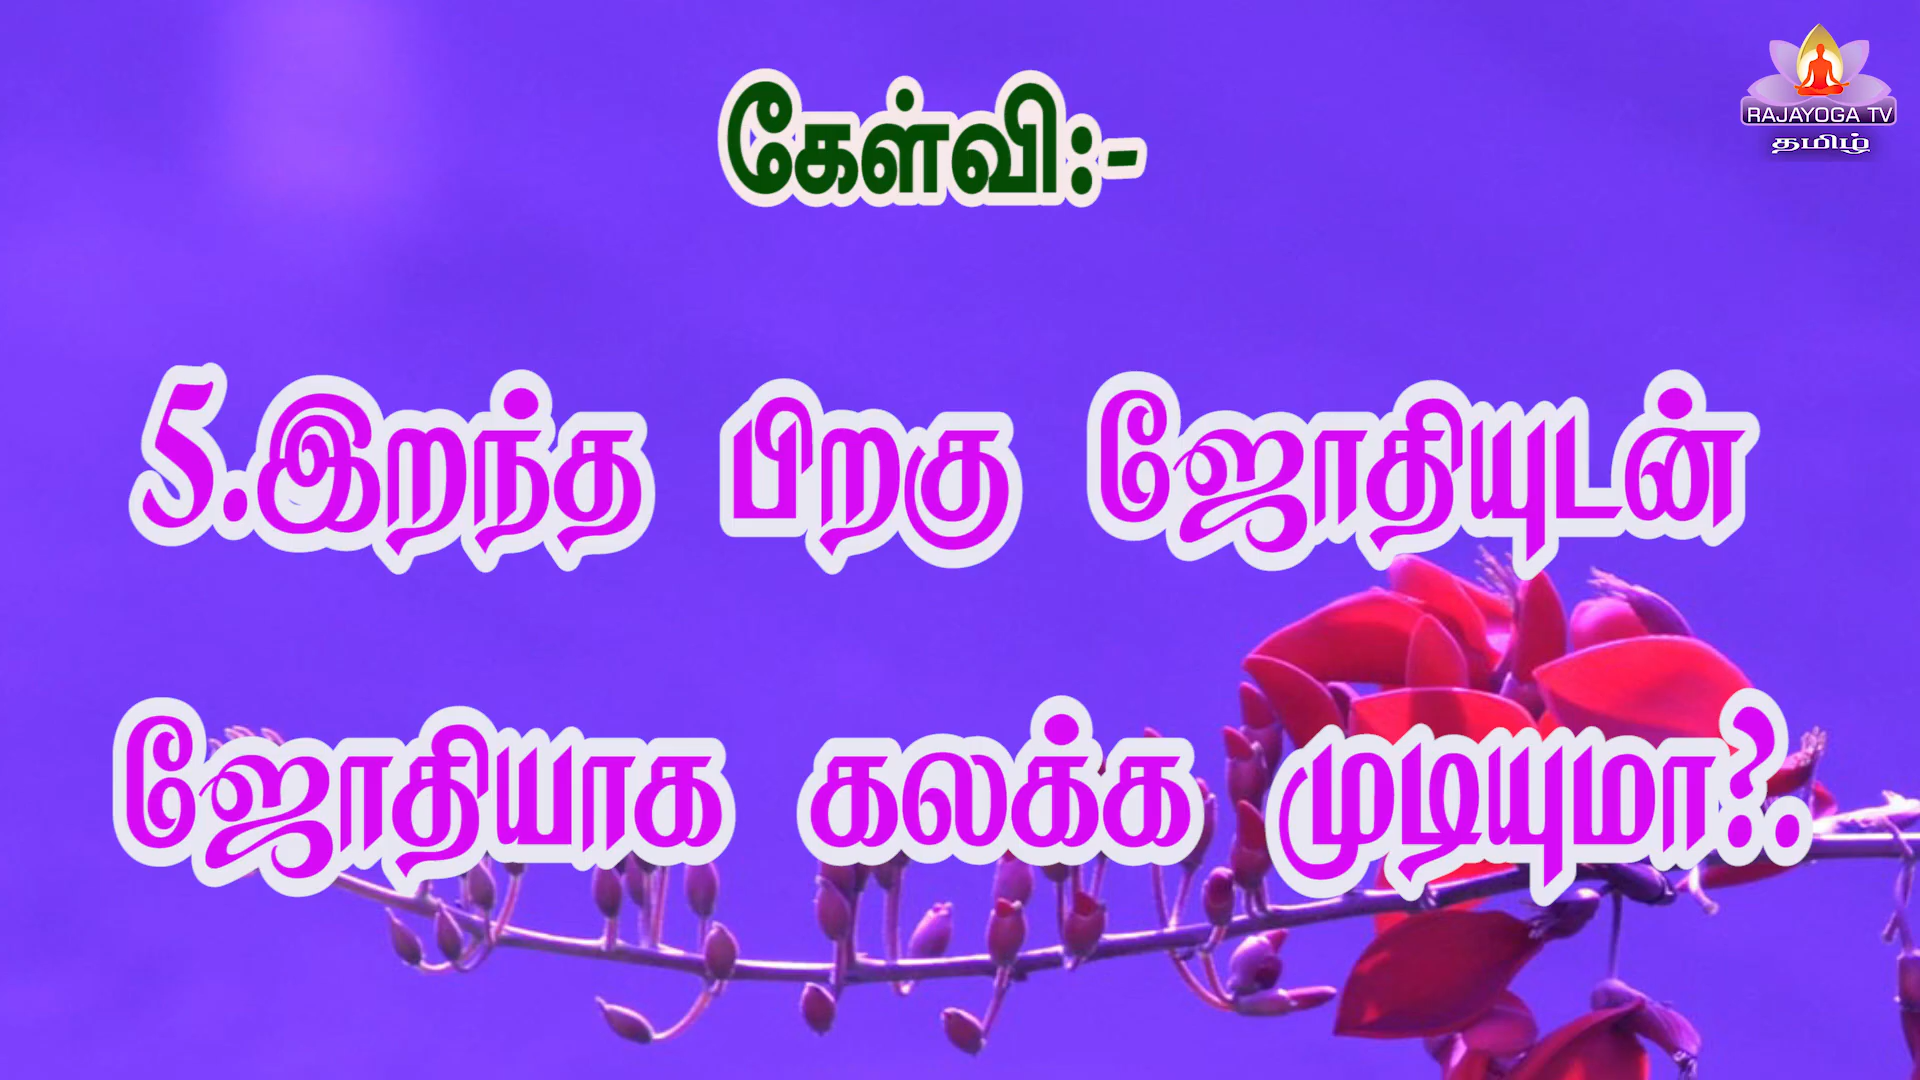 கேள்வி:-
RAJAYOGA TV
தமிழ்
5.இறந்த பிறகு ஜோதியுடன்
ஜோதியாக கலக்க முடியுமா?.